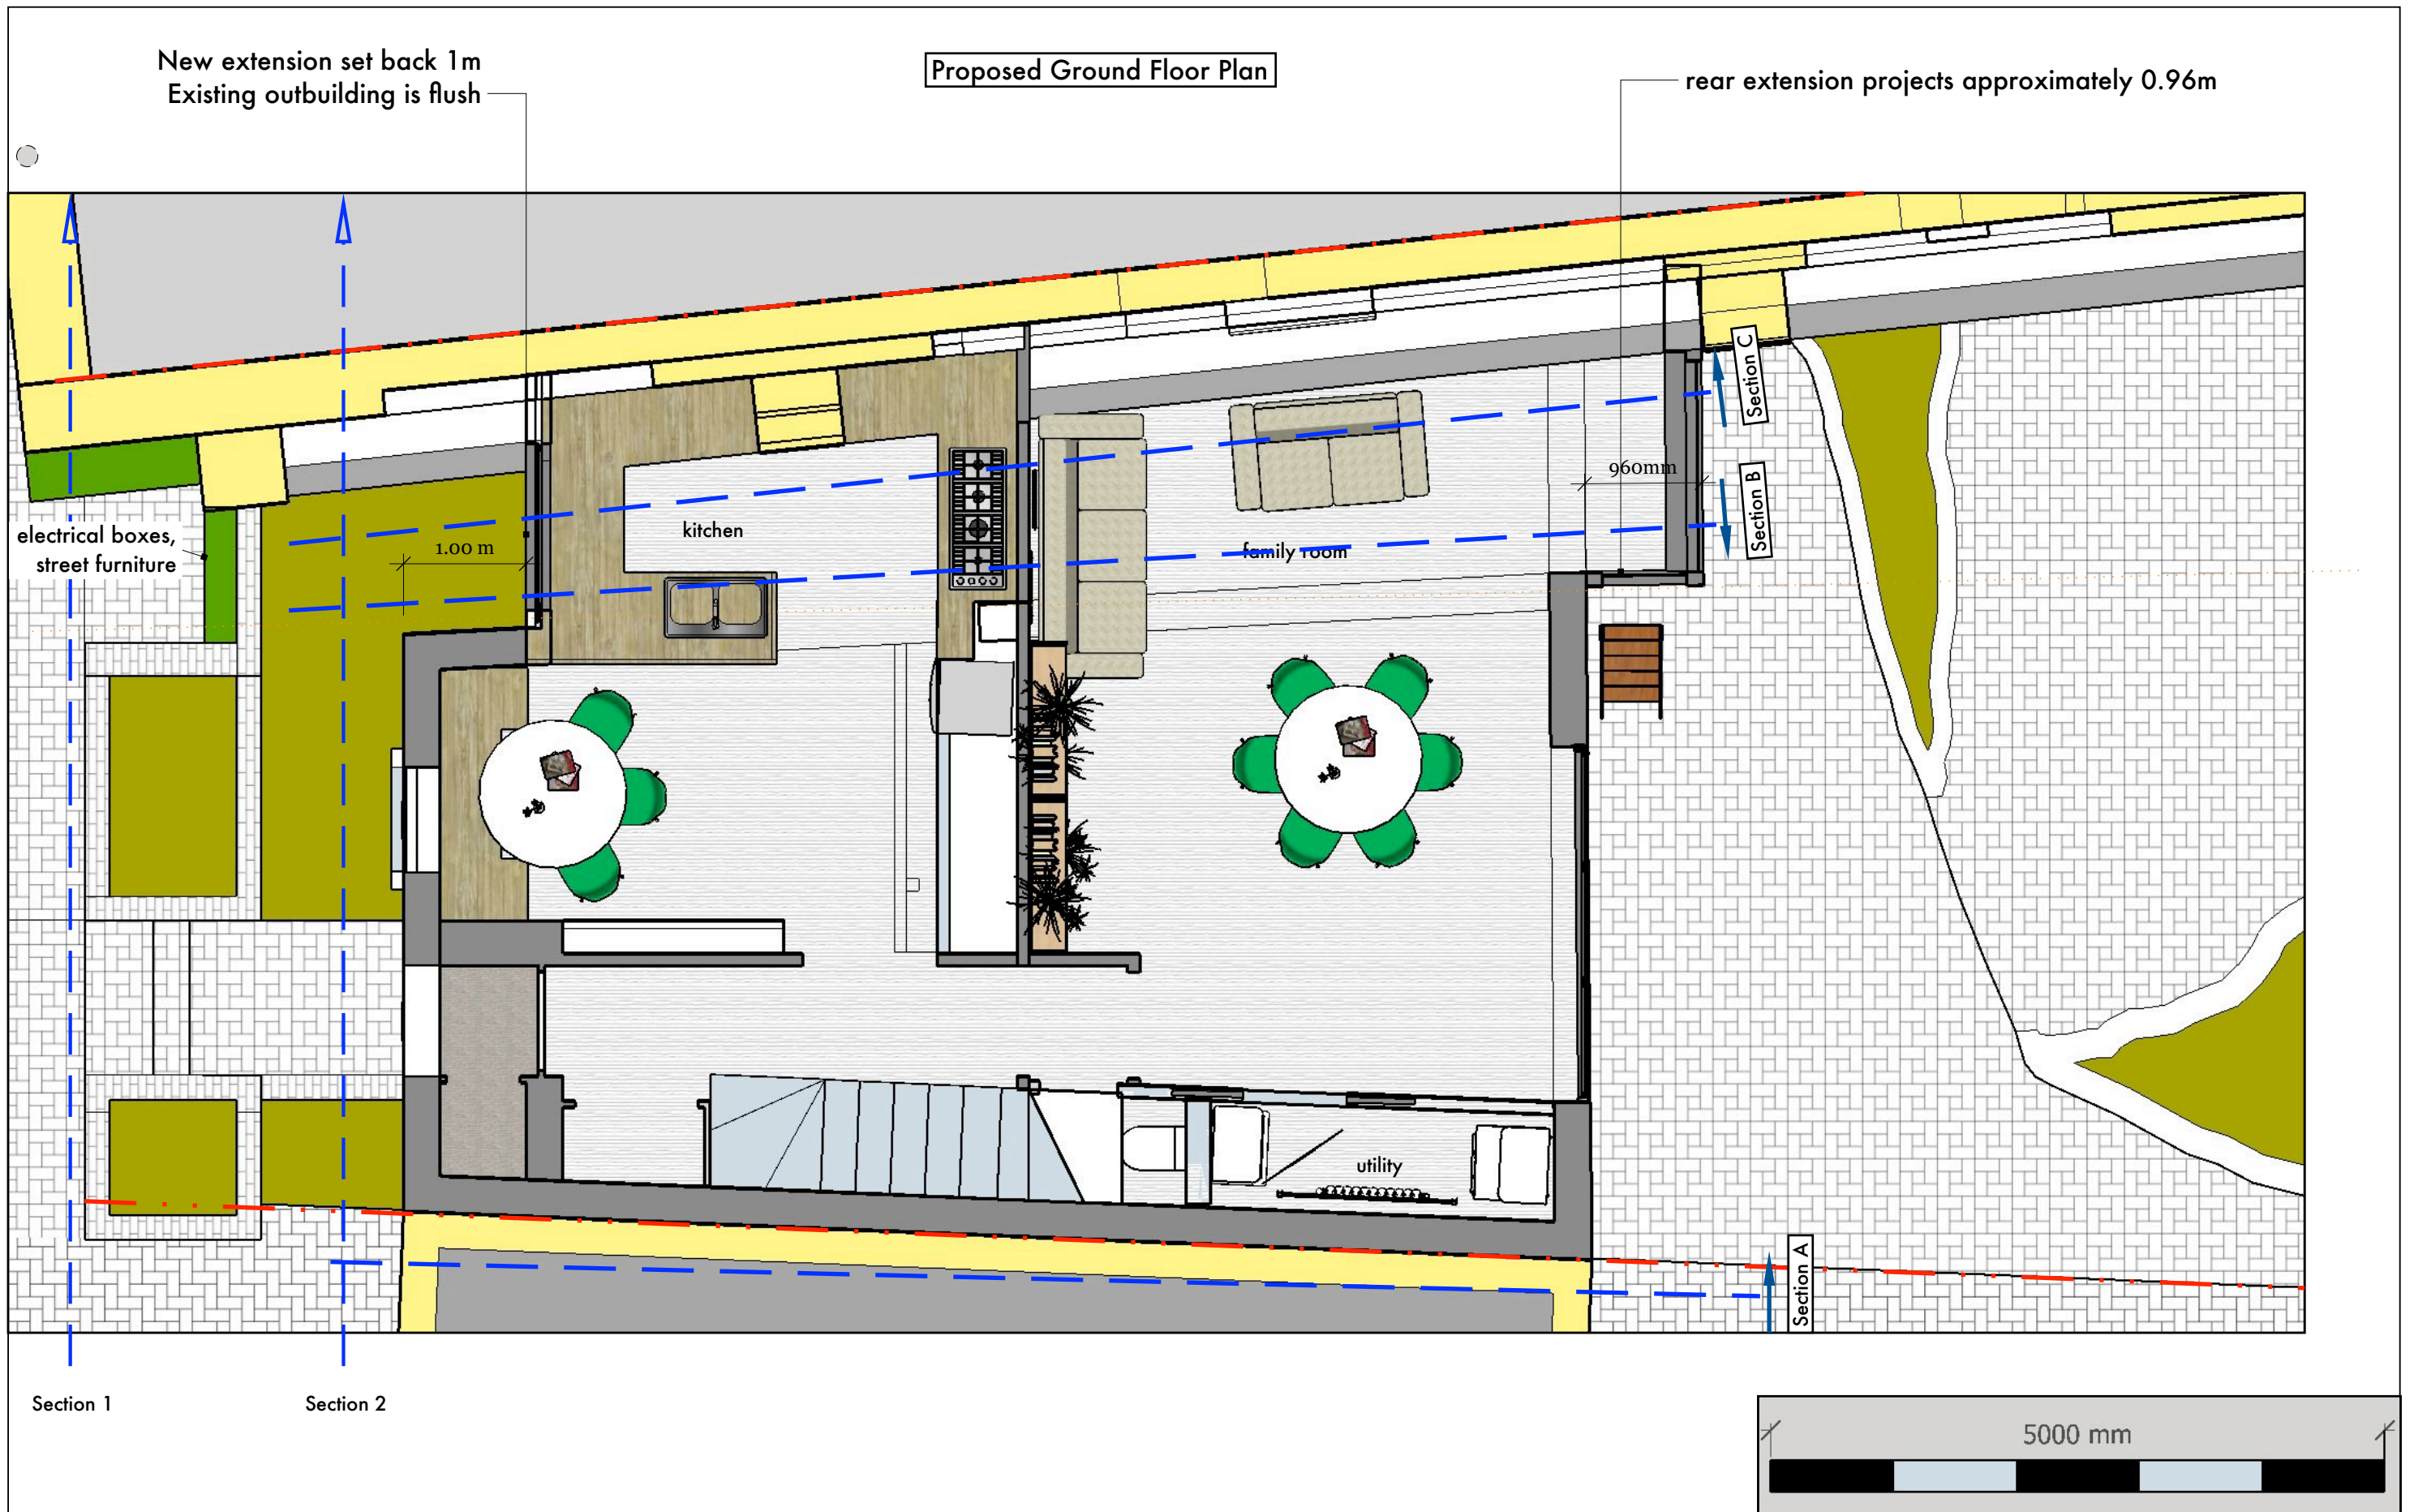 New extension set back 1m
Existing outbuilding is flush
Proposed Ground Floor Plan
rear extension projects approximately 0.96m
Section C
960mm
Section B
electrical boxes,
street furniture
1.00 m
kitchen
family room
utility
Section A
Section 1
Section 2
5000 mm